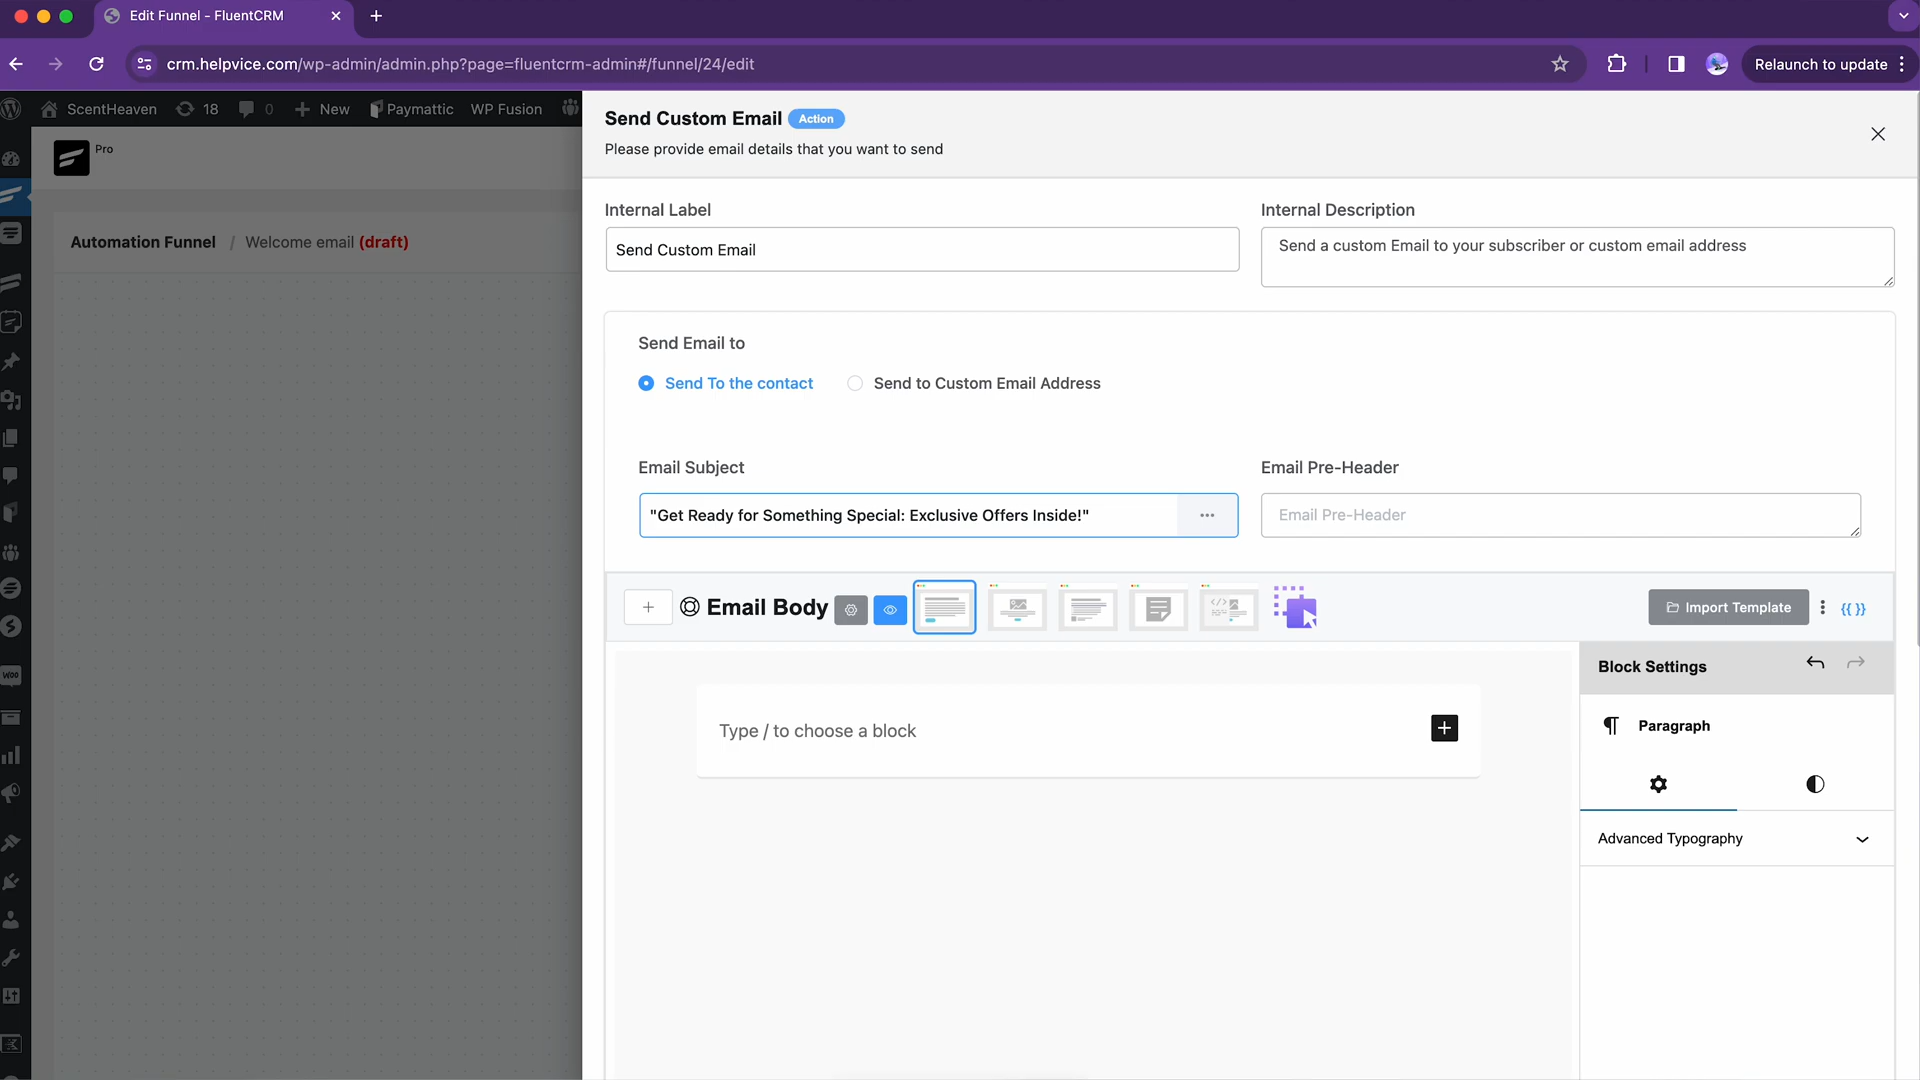 Edit Funnel - FluentCRM
crm.helpvice.com/wp-admin/admin.php?page=fluentcrm-admin#/funnel/24/edit
Relaunch to update
ScentHeaven 18 0 New Paymattic WP Fusion
Pro
Automation Funnel / Welcome email (draft)
Send Custom Email Action
Please provide email details that you want to send
Internal Label
Internal Description
Send Custom Email
Send a custom Email to your subscriber or custom email address
Send Email to
Send To the contact
Send to Custom Email Address
Email Subject
Email Pre-Header
"Get Ready for Something Special: Exclusive Offers Inside!"
Email Pre-Header
Email Body
Import Template
{{ }}
Block Settings
Type / to choose a block
Paragraph
Advanced Typography
woo